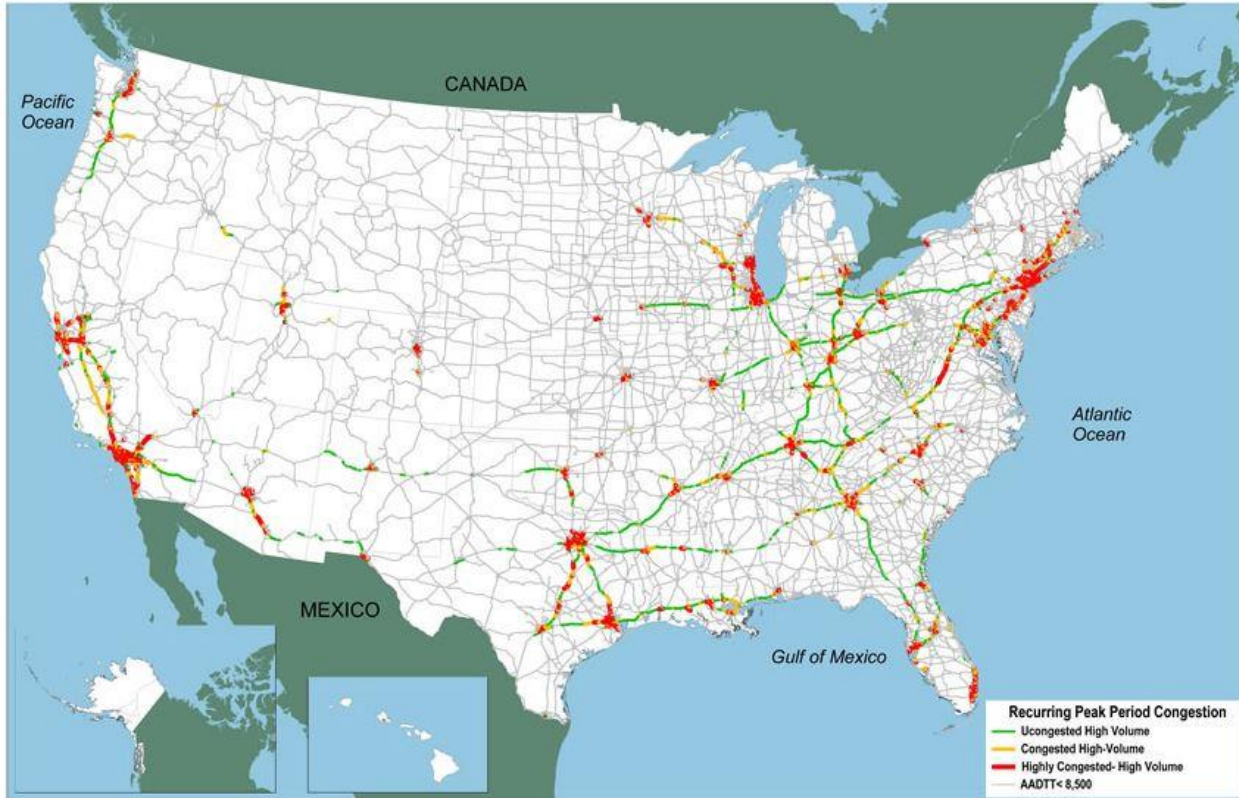 CANADA
Pacific
Ocean
Atlantic
Ocean
MEXICO
Gulf of Mexico
Recurring Peak Period Congestion
Ucongested High Volume
Congested High-Volume
Highly Congested- High Volume
AADTT< 8,500